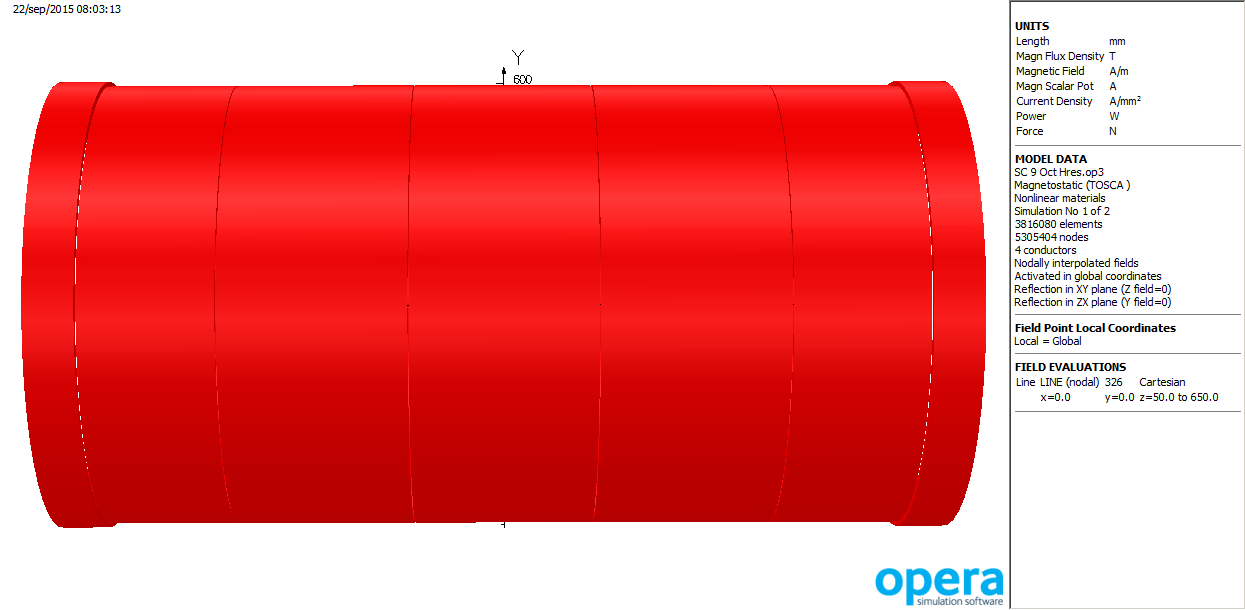 22/sep/2015 08:03:13
Y
600
UNITS
Length mm
Magn Flux Density T
Magnetic Field A/m
Magn Scalar Pot A
Current Density A/mm²
Power W
Force N
MODEL DATA
SC 9 Oct Hres.op3
Magnetostatic (TOSCA )
Nonlinear materials
Simulation No 1 of 2
3816080 elements
5305404 nodes
4 conductors
Nodally interpolated fields
Activated in global coordinates
Reflection in XY plane (Z field=0)
Reflection in ZX plane (Y field=0)
Field Point Local Coordinates
Local = Global
FIELD EVALUATIONS
Line LINE (nodal) 326 Cartesian
x=0.0 y=0.0 z=50.0 to 650.0
opera
simulation software